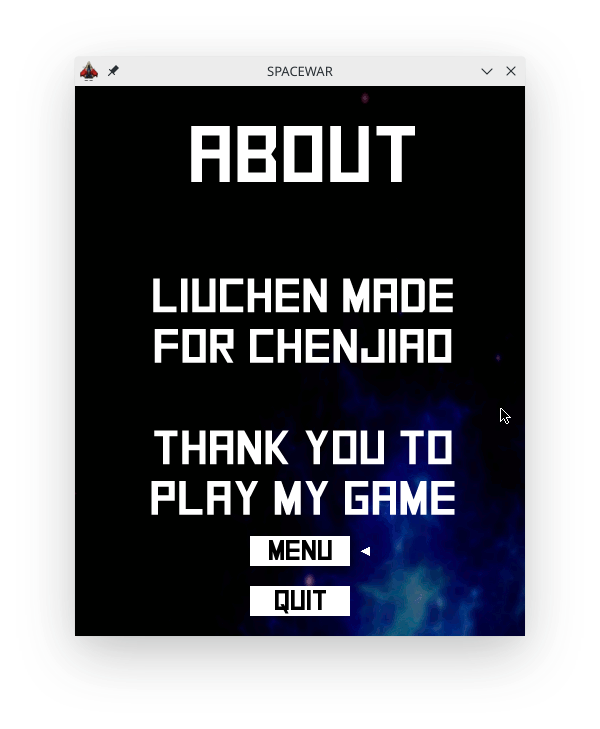 SPACEWAR
ABOUT
LIUCHEN MADE
FOR CHENJIAO
THANK YOU TO
PLAY MY GAME
MENU
QUIT